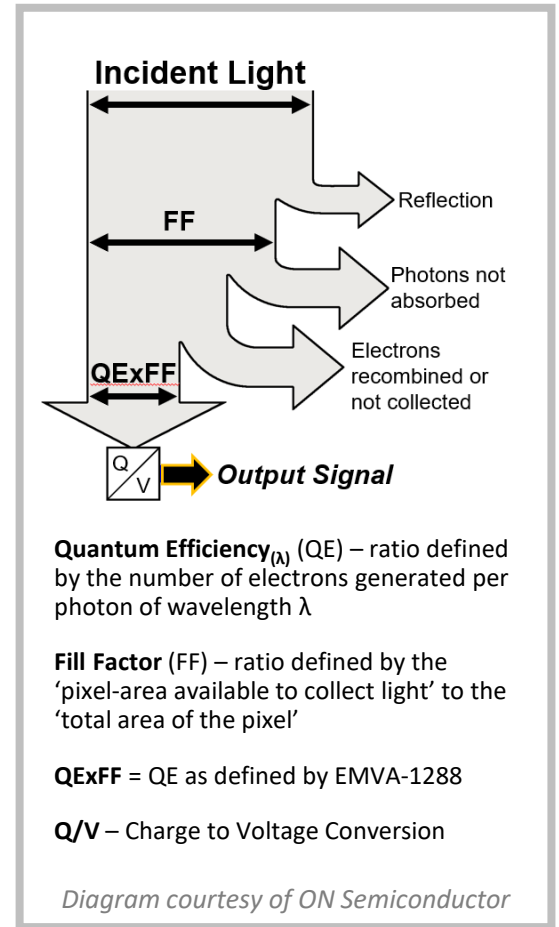 Incident Light
Reflection
FF
Photons not
absorbed
Electrons
recombined or
not collected
QExFF
Q
V
Output Signal
Quantum Efficiency(λ) (QE) – ratio defined
by the number of electrons generated per
photon of wavelength λ
Fill Factor (FF) – ratio defined by the
‘pixel-area available to collect light’ to the
‘total area of the pixel’
QExFF = QE as defined by EMVA-1288
Q/V – Charge to Voltage Conversion
Diagram courtesy of ON Semiconductor